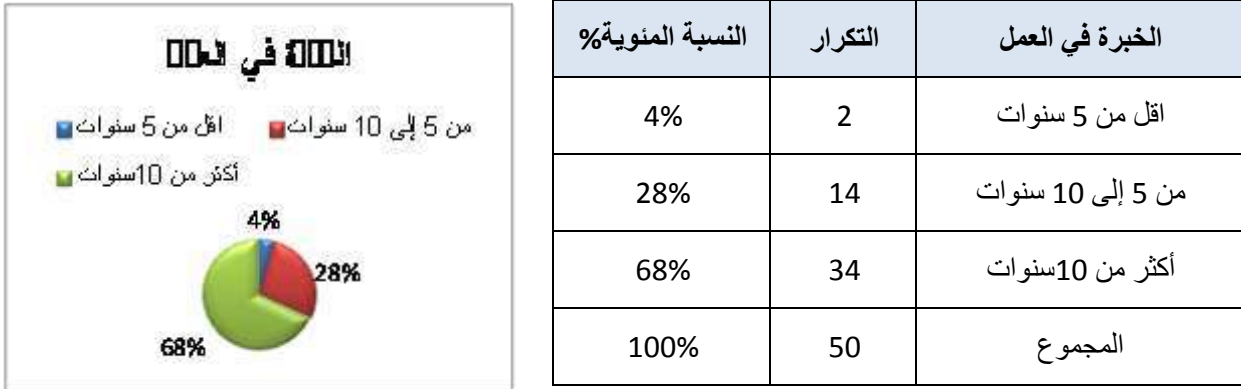 الخبرة في العمل التكرار النسبة المئوية%
اقل من 5 سنوات 2 4%
من 5 إلى 10 سنوات 14 28%
أكثر من 10سنوات 34 68%
المجموع 50 100%
في
اقل من 5 سنوات من 5 إلى 10 سنوات
أكثر من 10سنوات
4%
28%
68%